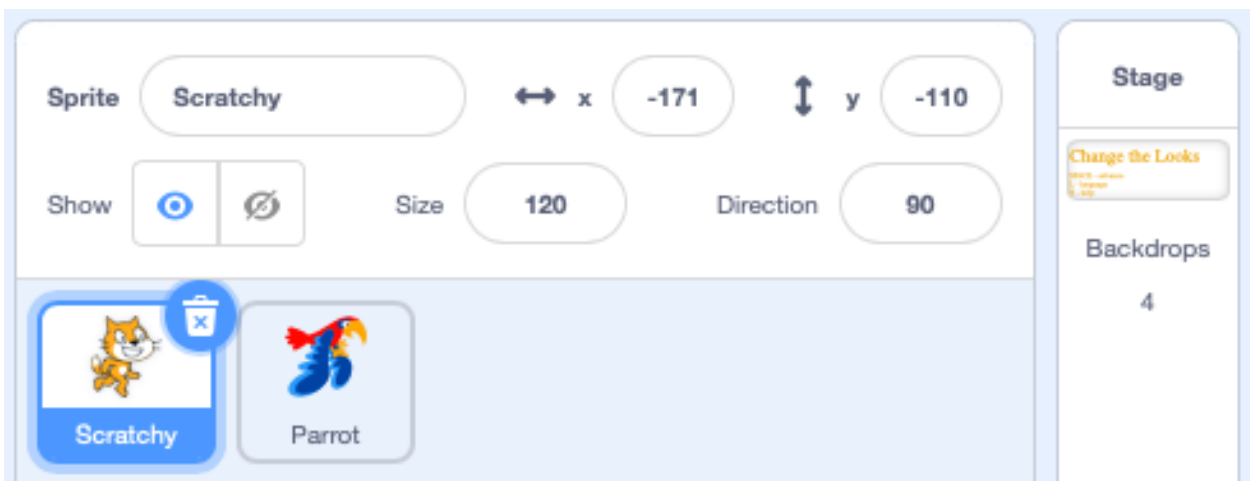 Sprite Scratchy x -171 y -110
Show Size 120 Direction 90
Scratchy Parrot
Stage
Change the Looks
Backdrops
4